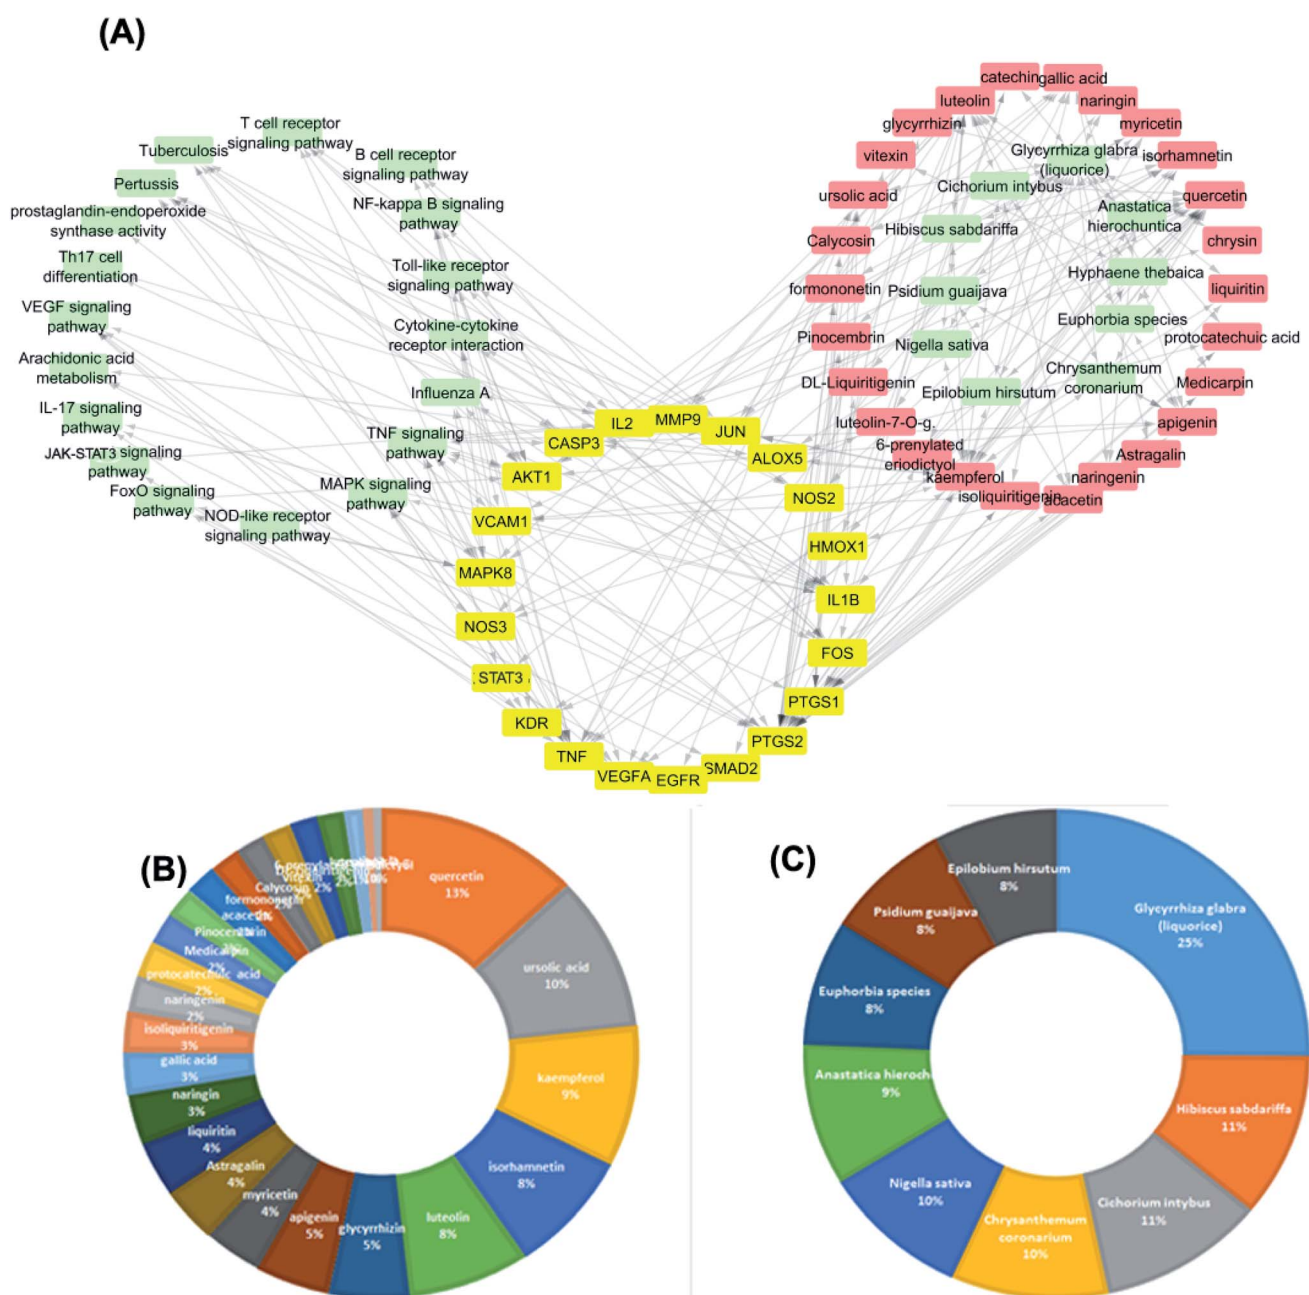 (A)
T cell receptor
signaling pathway
Tuberculosis
B cell receptor
signaling pathway
Pertussis
NF-kappa B signaling
pathway
prostaglandin-endoperoxide
synthase activity
Th17 cell
differentiation
Toll-like receptor
signaling pathway
VEGF signaling
pathway
Cytokine-cytokine
receptor interaction
Arachidonic acid
metabolism
Influenza A
IL-17 signaling
pathway
TNF signaling
pathway
JAK-STAT3 signaling
pathway
MAPK signaling
pathway
FoxO signaling
pathway
NOD-like receptor
signaling pathway
catechin
gallic acid
luteolin
naringin
glycyrrhizin
myricetin
vitexin
isorhamnetin
ursolic acid
quercetin
Calycosin
chrysin
formononetin
liquiritin
Pinocembrin
protocatechuic acid
DL-Liquiritigenin
Medicarpin
luteolin-7-O-g.
apigenin
6-prenylated
eriodictyol
Astragalin
kaempferol
naringenin
isoliquiritigenin
acacetin
Glycyrrhiza glabra
(liquorice)
Cichorium intybus
Anastatica
hierochuntica
Hibiscus sabdariffa
Hyphaene thebaica
Psidium guaijava
Euphorbia species
Nigella sativa
Chrysanthemum
coronarium
Epilobium hirsutum
IL2
MMP9
JUN
CASP3
ALOX5
AKT1
NOS2
VCAM1
HMOX1
MAPK8
IL1B
NOS3
FOS
STAT3
PTGS1
KDR
PTGS2
TNF
SMAD2
VEGFA
EGFR
(B)
quercetin
13%
ursolic acid
10%
kaempferol
9%
isorhamnetin
8%
luteolin
8%
glycyrrhizin
5%
apigenin
5%
myricetin
4%
Astragalin
4%
liquiritin
4%
naringin
3%
gallic acid
3%
isoliquiritigenin
3%
naringenin
2%
protocatechuic acid
2%
Medicarpin
2%
Pinocembrin
acacetin
formononetin
Calycosin
2%
vitexin
2%
(C)
Glycyrrhiza glabra
(liquorice)
25%
Hibiscus sabdariffa
11%
Cichorium intybus
11%
Chrysanthemum
coronarium
10%
Nigella sativa
10%
Anastatica hieroch
9%
Euphorbia species
8%
Psidium guaijava
8%
Epilobium hirsutum
8%